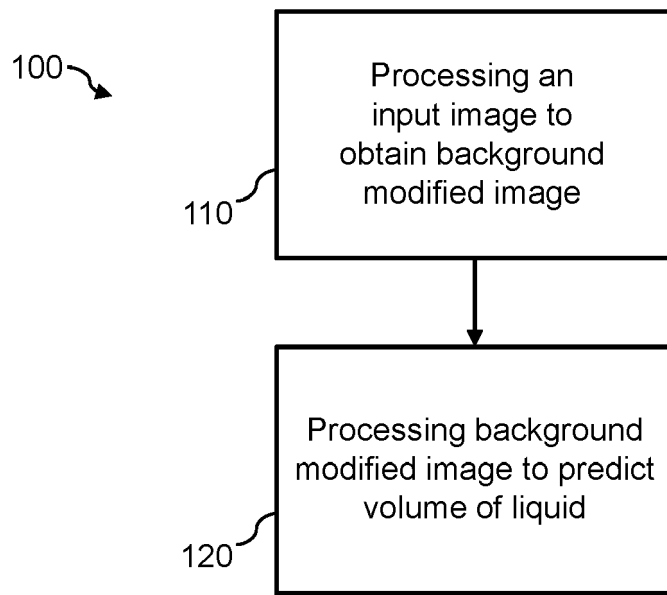 100
Processing an
input image to
obtain background
modified image
110
Processing background
modified image to predict
volume of liquid
120